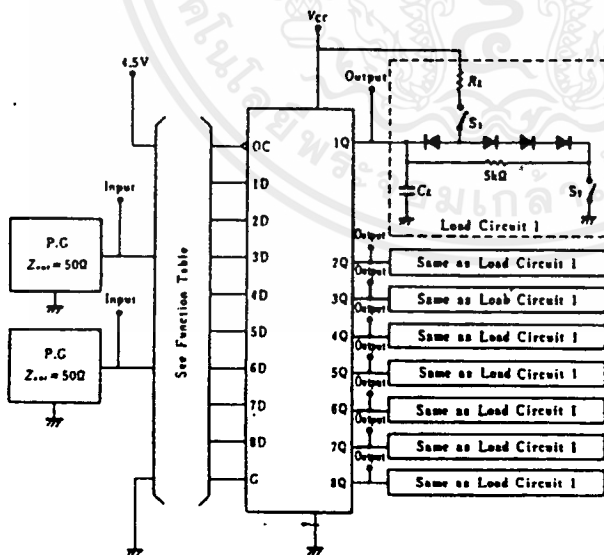 VCC
4.5V
Output
RL
S1
OC
1Q
1D
5kΩ
Input
CL
S2
2D
Load Circuit 1
P.G
Zout = 50Ω
3D
Output
2Q
Same as Load Circuit 1
Input
See Function Table
4D
Output
3Q
Same as Loab Circuit 1
5D
Output
4Q
Same as Load Circuit 1
P.G
Zout = 50Ω
6D
Output
5Q
Same as Load Circuit 1
7D
Output
6Q
Same as Load Circuit 1
8D
Output
7Q
Same as Load Circuit 1
G
Output
8Q
Same as Load Circuit 1